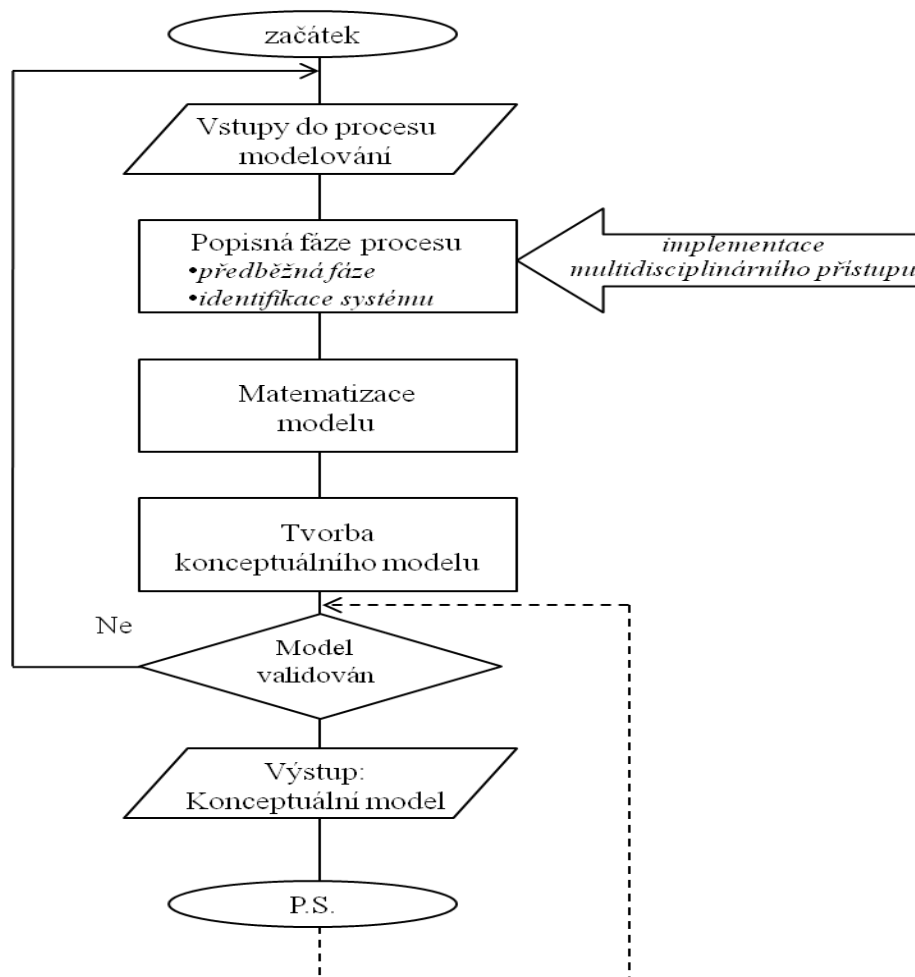 začátek
Vstupy do procesu
modelování
Popisná fáze procesu
•předběžná fáze
•identifikace systému
implementace
multidisciplinárního přístupu
Matematizace
modelu
Tvorba
konceptuálního modelu
Ne
Model
validován
Výstup:
Konceptuální model
P.S.